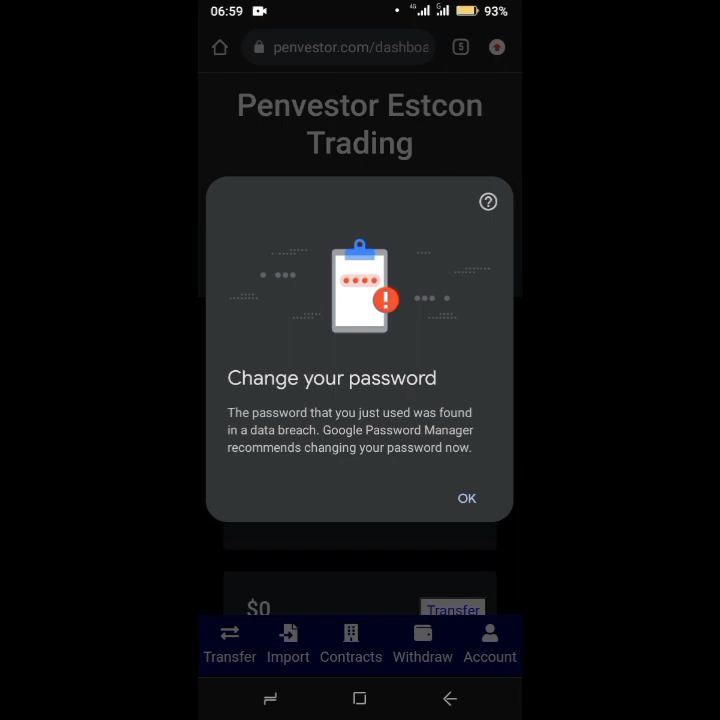 06:59 4G G 93%
penvestor.com/dashboa 5
Penvestor Estcon
Trading
Change your password
The password that you just used was found
in a data breach. Google Password Manager
recommends changing your password now.
OK
$0 Transfer
Transfer Import Contracts Withdraw Account